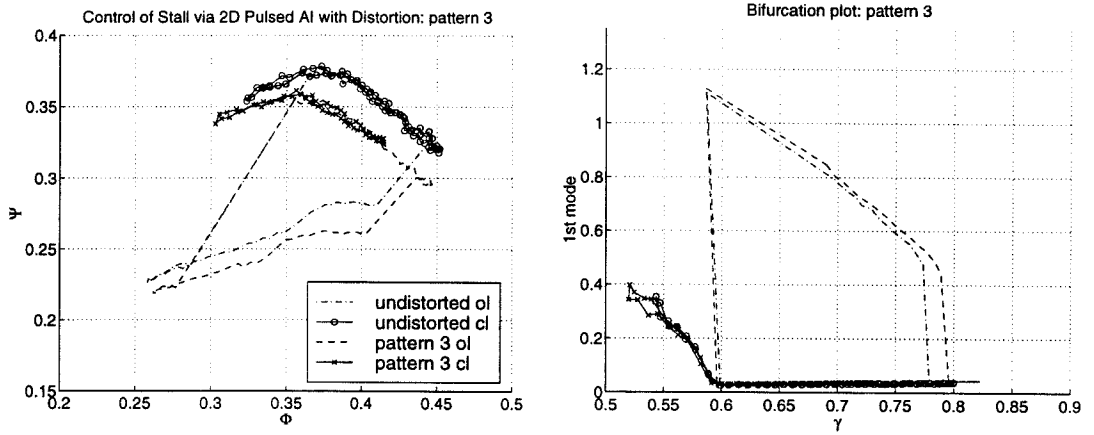 Control of Stall via 2D Pulsed AI with Distortion: pattern 3
0.4
0.35
0.3
0.25
0.2
0.15
Ψ
0.2
0.25
0.3
0.35
0.4
0.45
0.5
Φ
undistorted ol
undistorted cl
pattern 3 ol
pattern 3 cl
Bifurcation plot: pattern 3
1.2
1
0.8
0.6
0.4
0.2
0
1st mode
0.5
0.55
0.6
0.65
0.7
0.75
0.8
0.85
0.9
γ